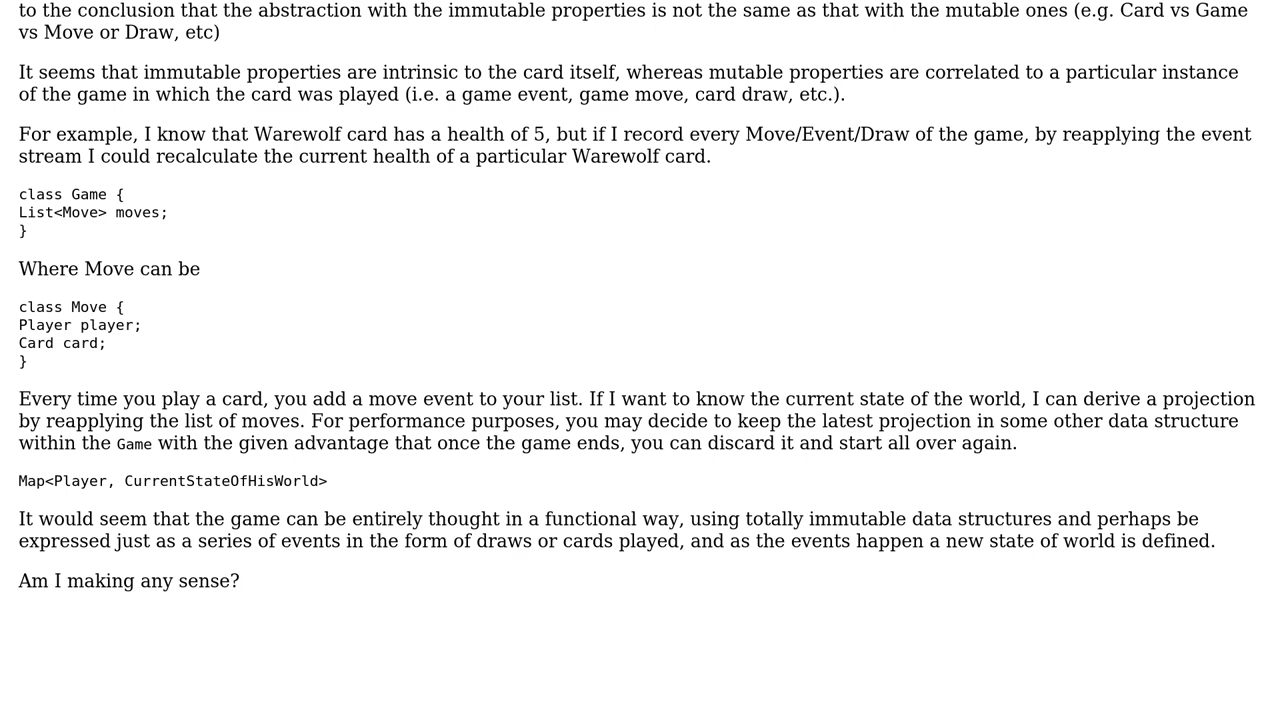 to the conclusion that the abstraction with the immutable properties is not the same as that with the mutable ones (e.g. Card vs Game
vs Move or Draw, etc)
It seems that immutable properties are intrinsic to the card itself, whereas mutable properties are correlated to a particular instance
of the game in which the card was played (i.e. a game event, game move, card draw, etc.).
For example, I know that Warewolf card has a health of 5, but if I record every Move/Event/Draw of the game, by reapplying the event
stream I could recalculate the current health of a particular Warewolf card.
class Game {
List<Move> moves;
}
Where Move can be
class Move {
Player player;
Card card;
}
Every time you play a card, you add a move event to your list. If I want to know the current state of the world, I can derive a projection
by reapplying the list of moves. For performance purposes, you may decide to keep the latest projection in some other data structure
within the Game with the given advantage that once the game ends, you can discard it and start all over again.
Map<Player, CurrentStateOfHisWorld>
It would seem that the game can be entirely thought in a functional way, using totally immutable data structures and perhaps be
expressed just as a series of events in the form of draws or cards played, and as the events happen a new state of world is defined.
Am I making any sense?